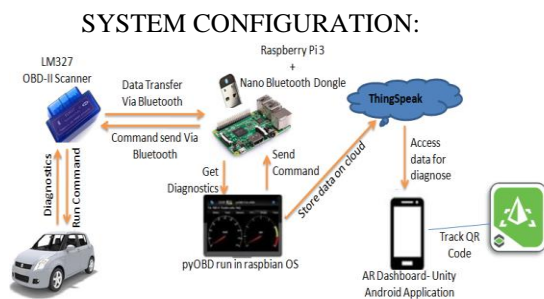 SYSTEM CONFIGURATION:
LM327
OBD-II Scanner
Data Transfer
Via Bluetooth
Command send Via
Bluetooth
Raspberry Pi 3
+
Nano Bluetooth Dongle
ThingSpeak
Diagnostics
Run Command
Get
Diagnostics
Send
Command
Store data on cloud
Access
data for
diagnose
pyOBD run in raspbian OS
Track QR
Code
AR Dashboard- Unity
Android Application